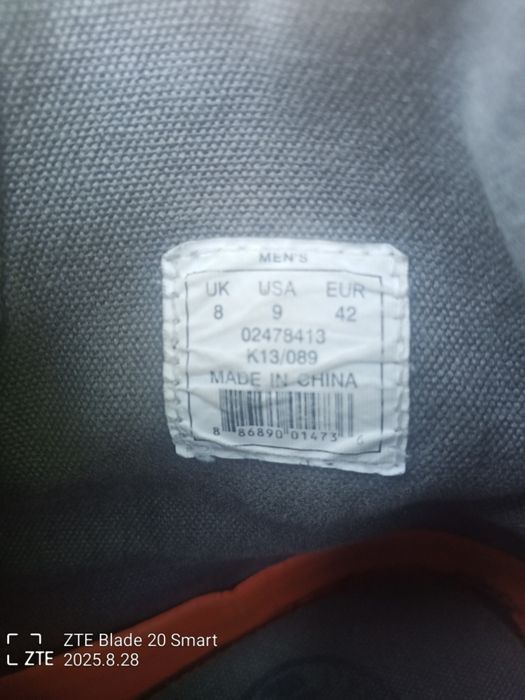 MEN'S
UK USA EUR
8 9 42
02478413
K13/089
MADE IN CHINA
8 86890 01473 6
ZTE Blade 20 Smart
ZTE 2025.8.28